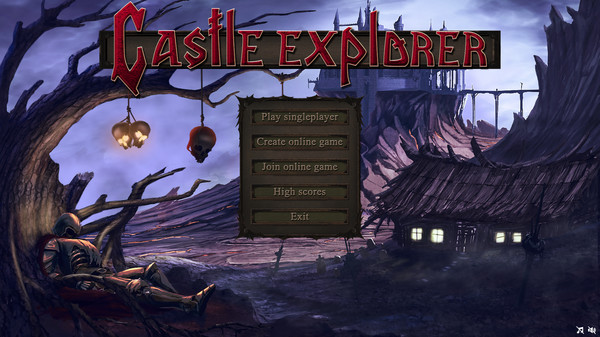 Castle explorer
Play singleplayer
Create online game
Join online game
High scores
Exit